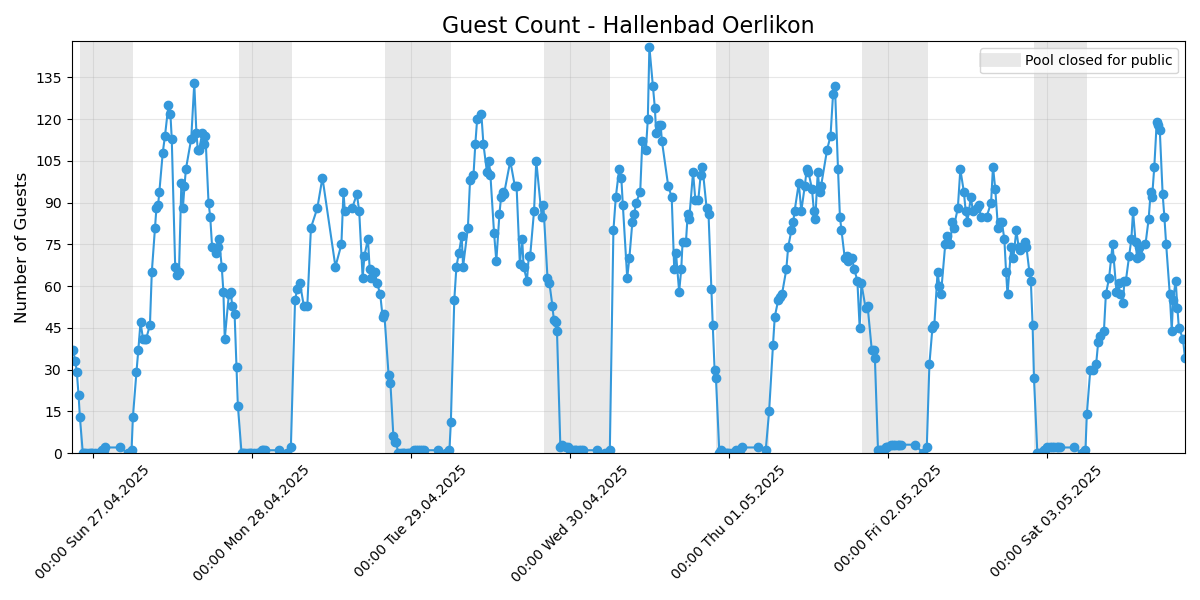 Guest Count - Hallenbad Oerlikon
Pool closed for public
Number of Guests
135
120
105
90
75
60
45
30
15
0
00:00 Sun 27.04.2025
00:00 Mon 28.04.2025
00:00 Tue 29.04.2025
00:00 Wed 30.04.2025
00:00 Thu 01.05.2025
00:00 Fri 02.05.2025
00:00 Sat 03.05.2025